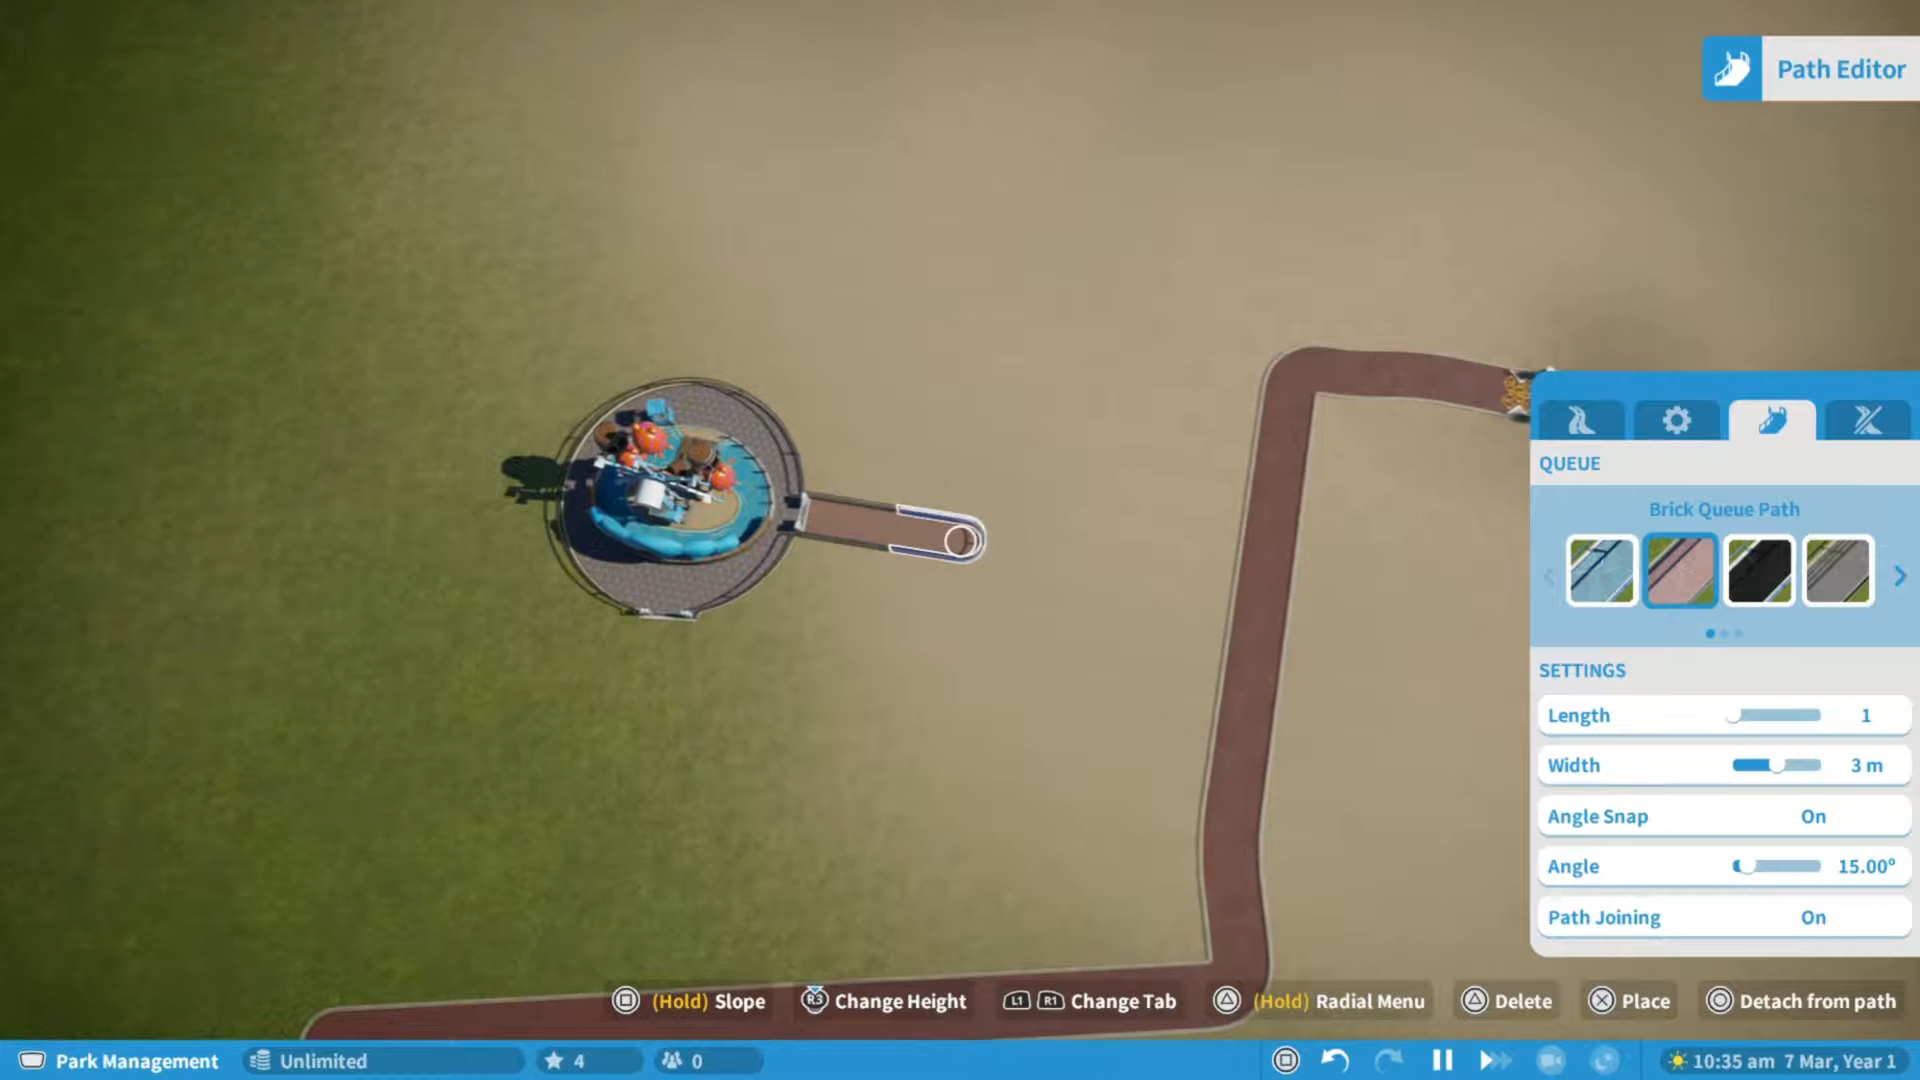 Path Editor
QUEUE
Brick Queue Path
SETTINGS
Length 1
Width 3 m
Angle Snap On
Angle 15.00°
Path Joining On
(Hold) Slope R3 Change Height L1 R1 Change Tab (Hold) Radial Menu Delete Place Detach from path
Park Management Unlimited 4 0 10:35 am 7 Mar, Year 1